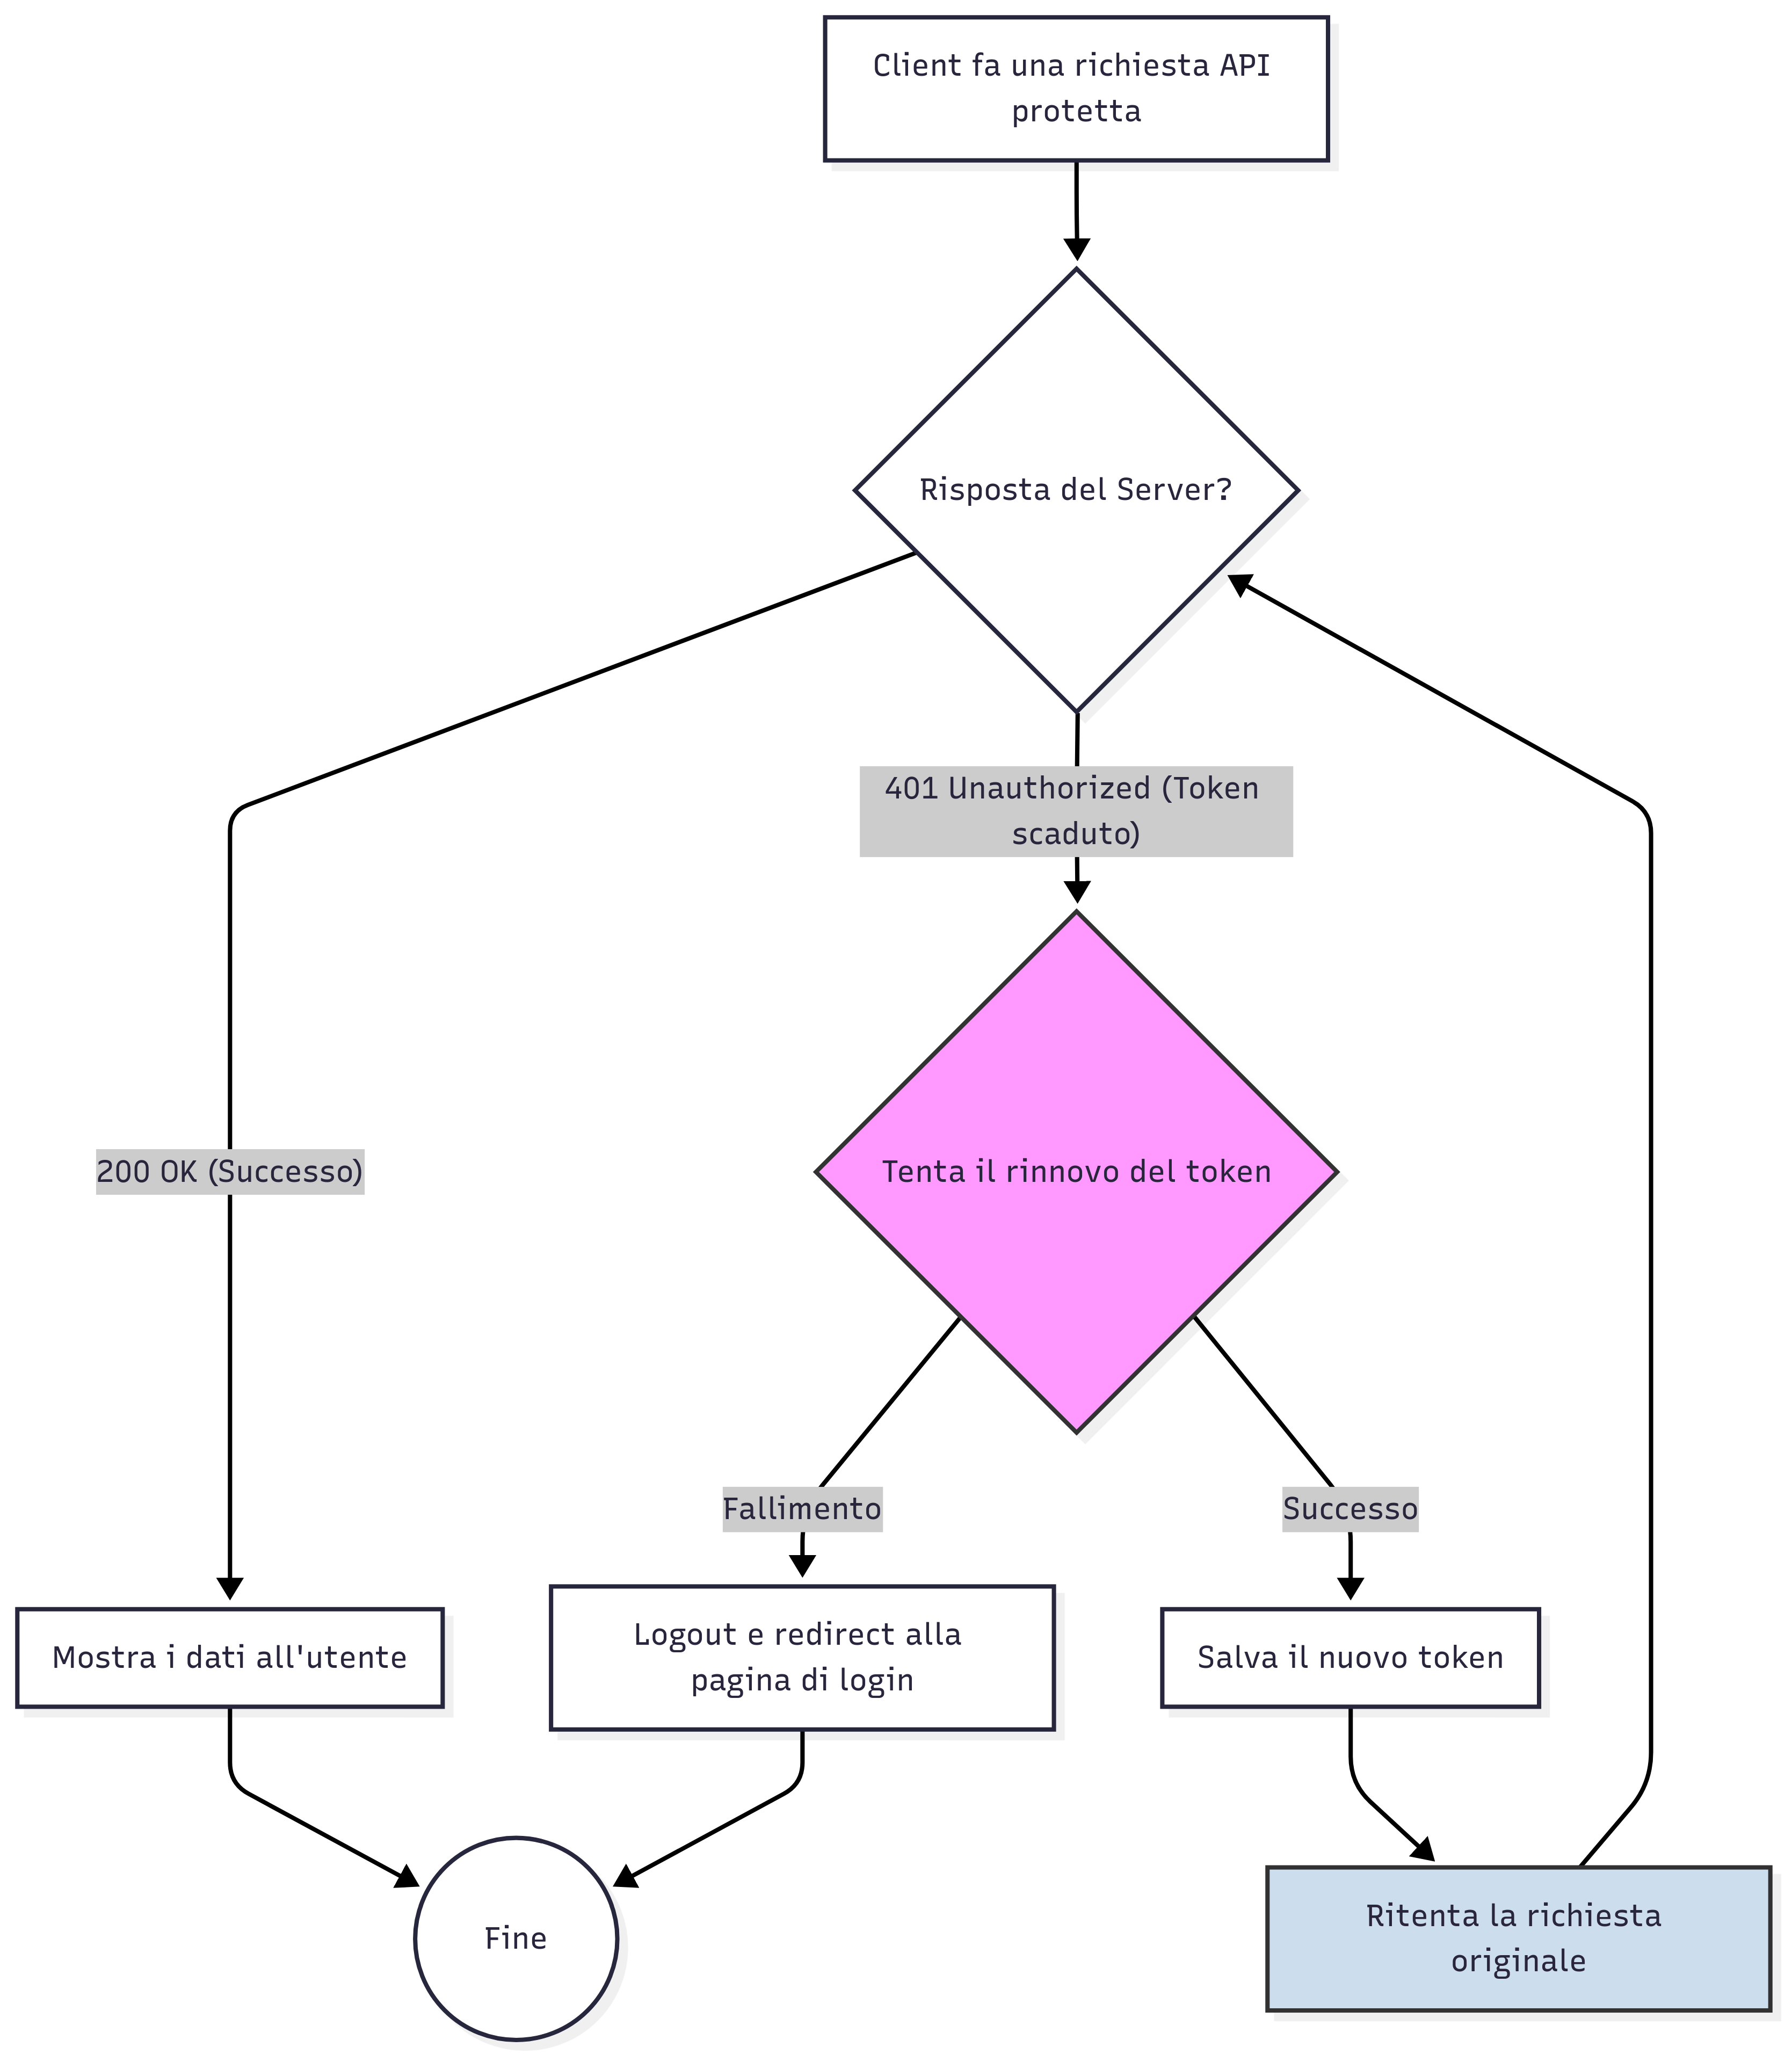 Client fa una richiesta API
protetta
Risposta del Server?
401 Unauthorized (Token
scaduto)
200 OK (Successo)
Tenta il rinnovo del token
Fallimento
Successo
Mostra i dati all'utente
Logout e redirect alla
pagina di login
Salva il nuovo token
Fine
Ritenta la richiesta
originale